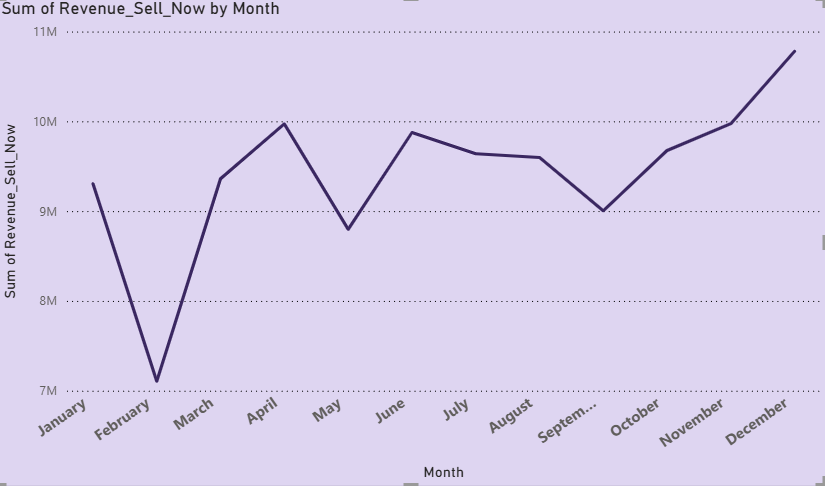 Sum of Revenue_Sell_Now by Month
Sum of Revenue_Sell_Now
11M
10M
9M
8M
7M
January
February
March
April
May
June
July
August
Septem...
October
November
December
Month